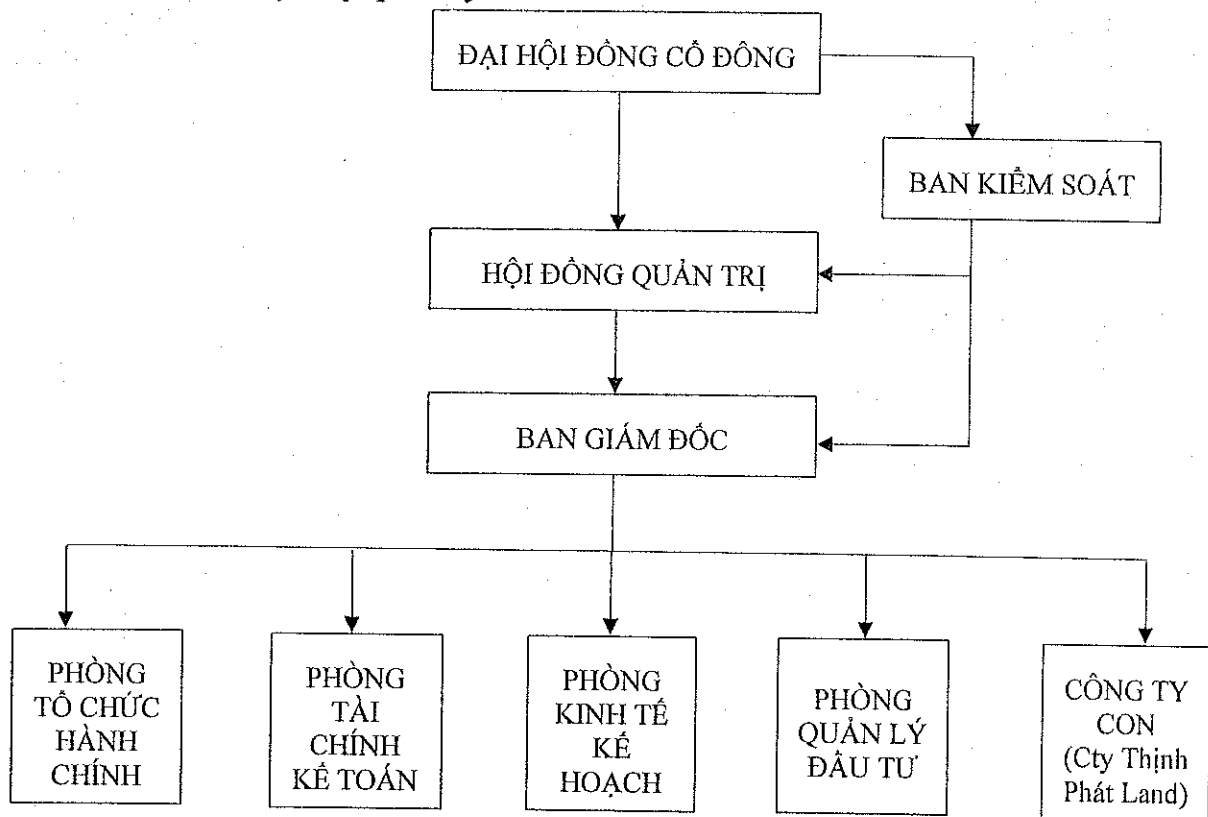 ĐẠI HỘI ĐỒNG CỔ ĐÔNG
BAN KIỂM SOÁT
HỘI ĐỒNG QUẢN TRỊ
BAN GIÁM ĐỐC
PHÒNG
TỔ CHỨC
HÀNH
CHÍNH
PHÒNG
TÀI
CHÍNH
KẾ TOÁN
PHÒNG
KINH TẾ
KẾ
HOẠCH
PHÒNG
QUẢN LÝ
ĐẦU TƯ
CÔNG TY
CON
(Cty Thịnh
Phát Land)